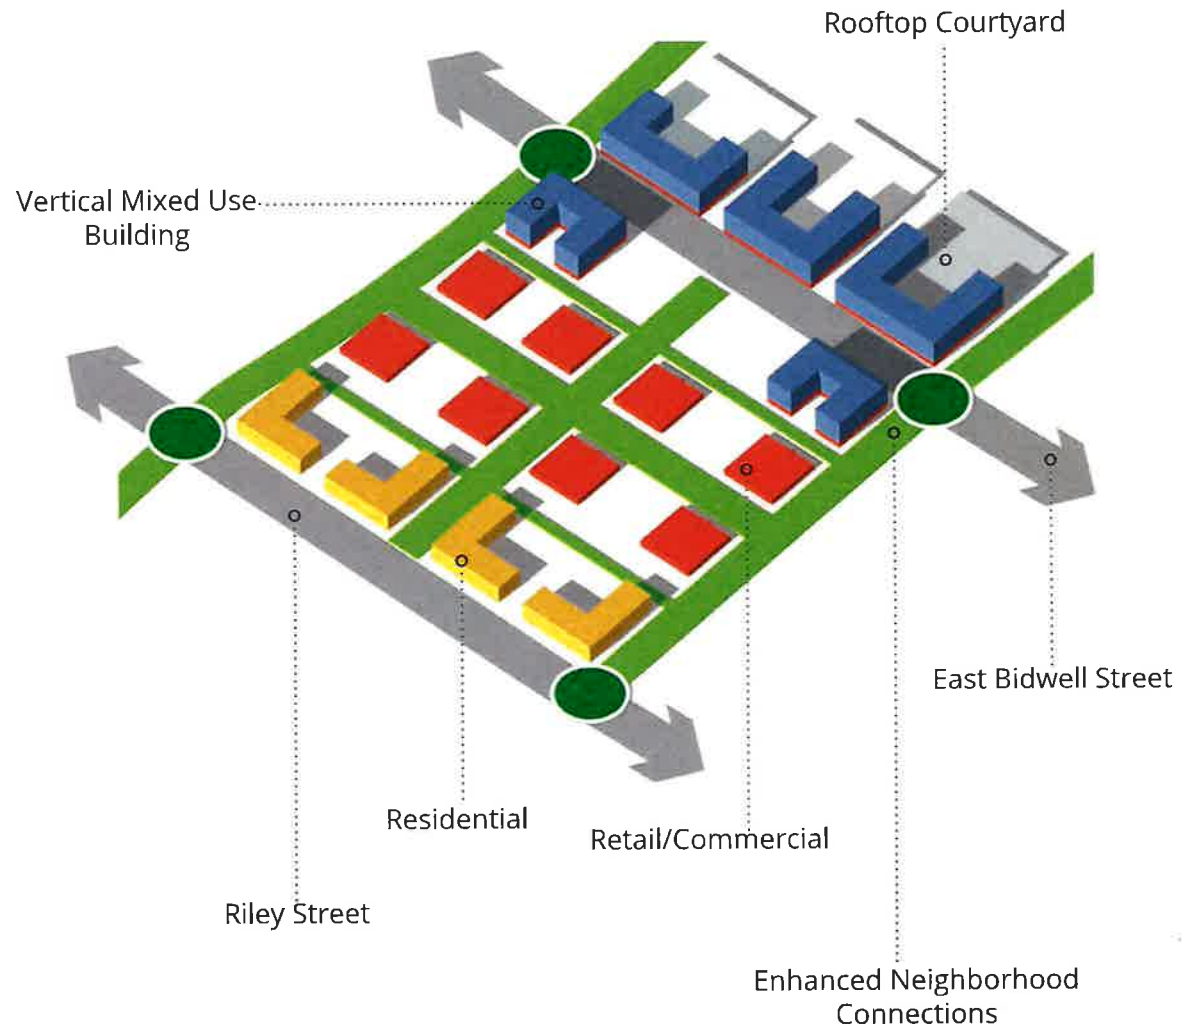 Rooftop Courtyard
Vertical Mixed Use
Building
East Bidwell Street
Residential
Retail/Commercial
Riley Street
Enhanced Neighborhood
Connections